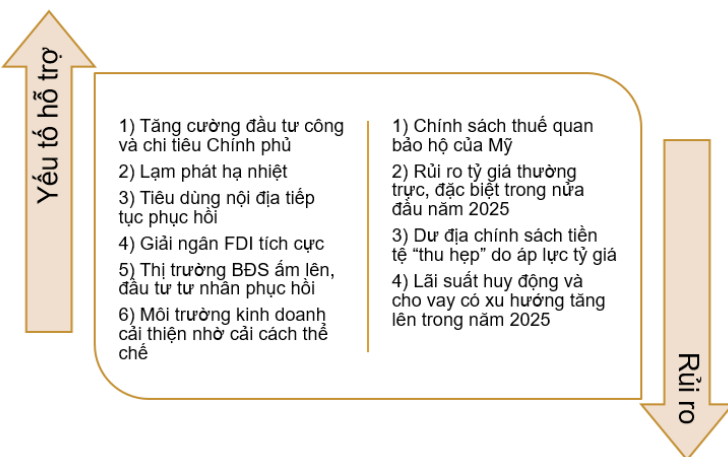 Yếu tố hỗ trợ
1) Tăng cường đầu tư công
và chi tiêu Chính phủ
2) Lạm phát hạ nhiệt
3) Tiêu dùng nội địa tiếp
tục phục hồi
4) Giải ngân FDI tích cực
5) Thị trường BĐS ấm lên,
đầu tư tư nhân phục hồi
6) Môi trường kinh doanh
cải thiện nhờ cải cách thể
chế
1) Chính sách thuế quan
bảo hộ của Mỹ
2) Rủi ro tỷ giá thường
trực, đặc biệt trong nửa
đầu năm 2025
3) Dư địa chính sách tiền
tệ “thu hẹp” do áp lực tỷ giá
4) Lãi suất huy động và
cho vay có xu hướng tăng
lên trong năm 2025
Rủi ro